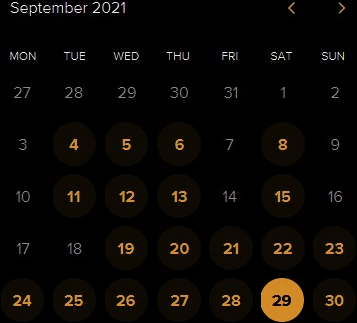 September 2021
MON TUE WED THU FRI SAT SUN
27 28 29 30 31 1 2
3 4 5 6 7 8 9
10 11 12 13 14 15 16
17 18 19 20 21 22 23
24 25 26 27 28 29 30